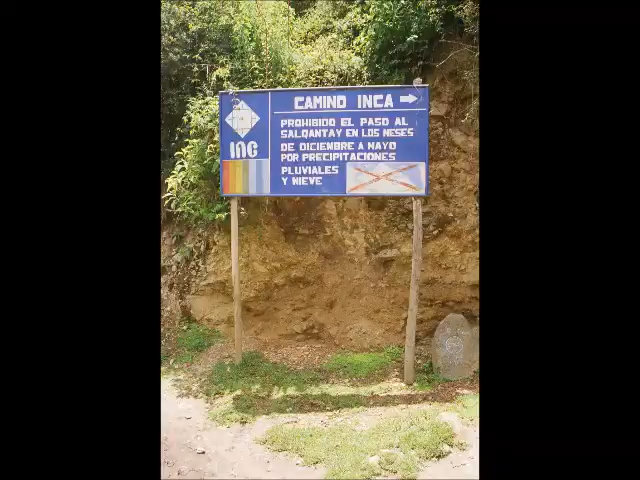 CAMINO INCA
PROHIBIDO EL PASO AL
SALQANTAY EN LOS MESES
DE DICIEMBRE A MAYO
POR PRECIPITACIONES
PLUVIALES
Y NIEVE
INC